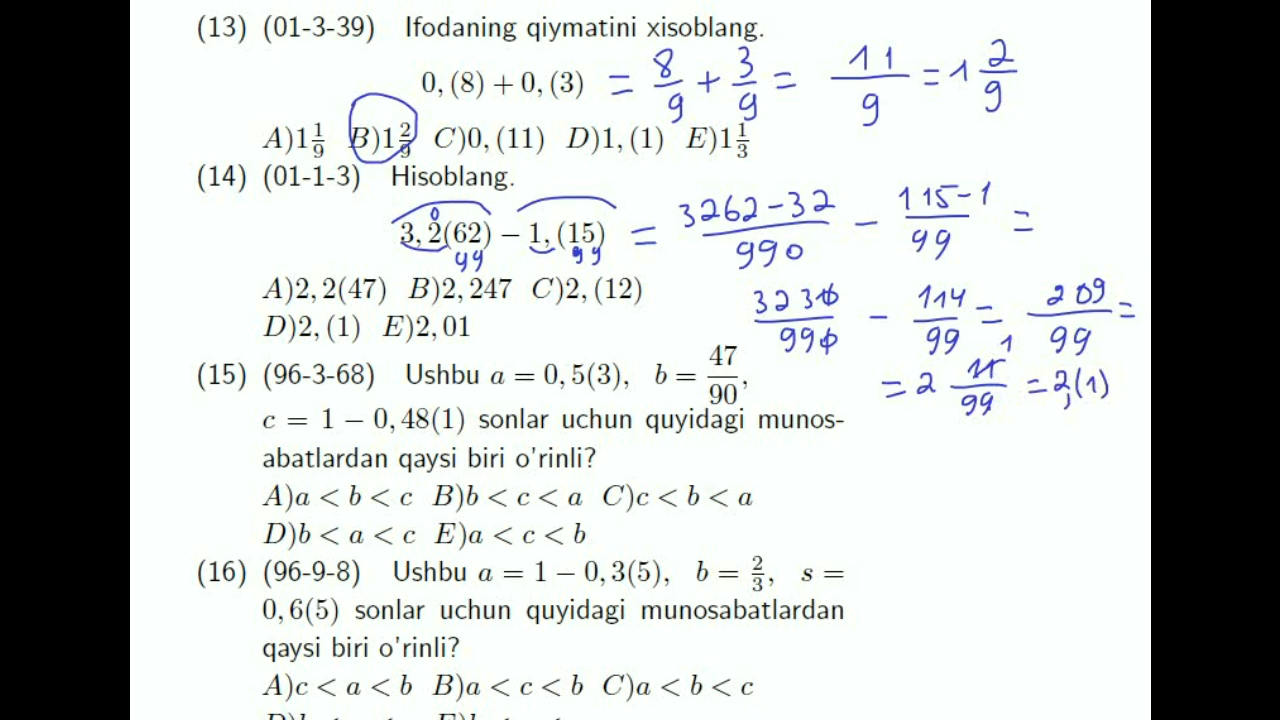 (13) (01-3-39) Ifodaning qiymatini xisoblang.
0,(8) + 0,(3) = 8/9 + 3/9 = 11/9 = 1 2/9
A)1 1/9 B)1 2/9 C)0,(11) D)1,(1) E)1 1/3
(14) (01-1-3) Hisoblang.
3,2(62) − 1,(15) = (3262−32)/990 − (115−1)/99 =
A)2,2(47) B)2,247 C)2,(12)
3230/990 − 114/99 = 209/99 =
D)2,(1) E)2,01
= 2 11/99 = 2,(1)
(15) (96-3-68) Ushbu a = 0,5(3), b = 47/90,
c = 1 − 0,48(1) sonlar uchun quyidagi munos-
abatlardan qaysi biri o'rinli?
A)a < b < c B)b < c < a C)c < b < a
D)b < a < c E)a < c < b
(16) (96-9-8) Ushbu a = 1 − 0,3(5), b = 2/3, s =
0,6(5) sonlar uchun quyidagi munosabatlardan
qaysi biri o'rinli?
A)c < a < b B)a < c < b C)a < b < c